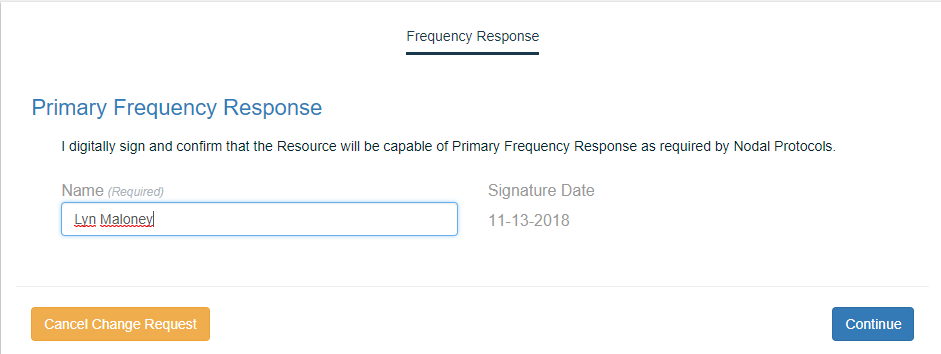 Frequency Response
Primary Frequency Response
I digitally sign and confirm that the Resource will be capable of Primary Frequency Response as required by Nodal Protocols.
Name (Required)
Signature Date
Lyn Maloney
11-13-2018
Cancel Change Request
Continue